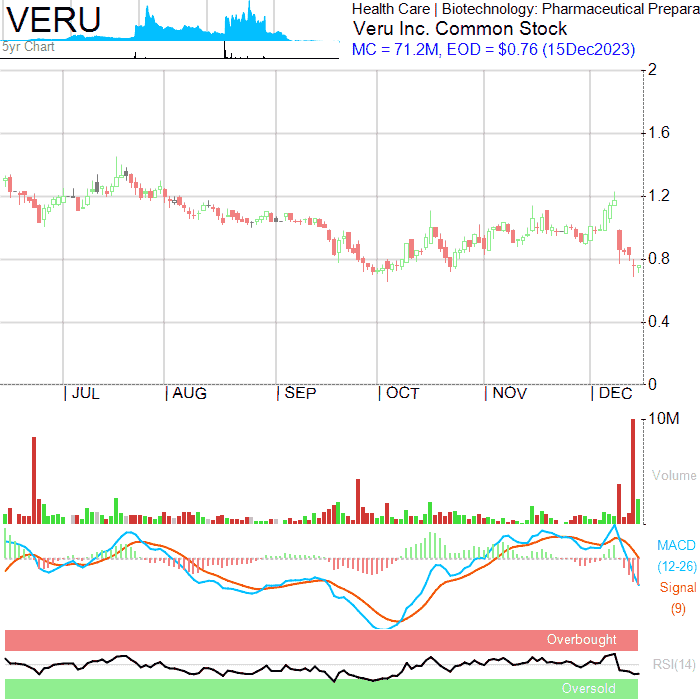 VERU
5yr Chart
Health Care | Biotechnology: Pharmaceutical Prepara
Veru Inc. Common Stock
MC = 71.2M, EOD = $0.76 (15Dec2023)
2
1.6
1.2
0.8
0.4
0
JUL
AUG
SEP
OCT
NOV
DEC
10M
Volume
MACD
(12-26)
Signal
(9)
Overbought
RSI(14)
Oversold